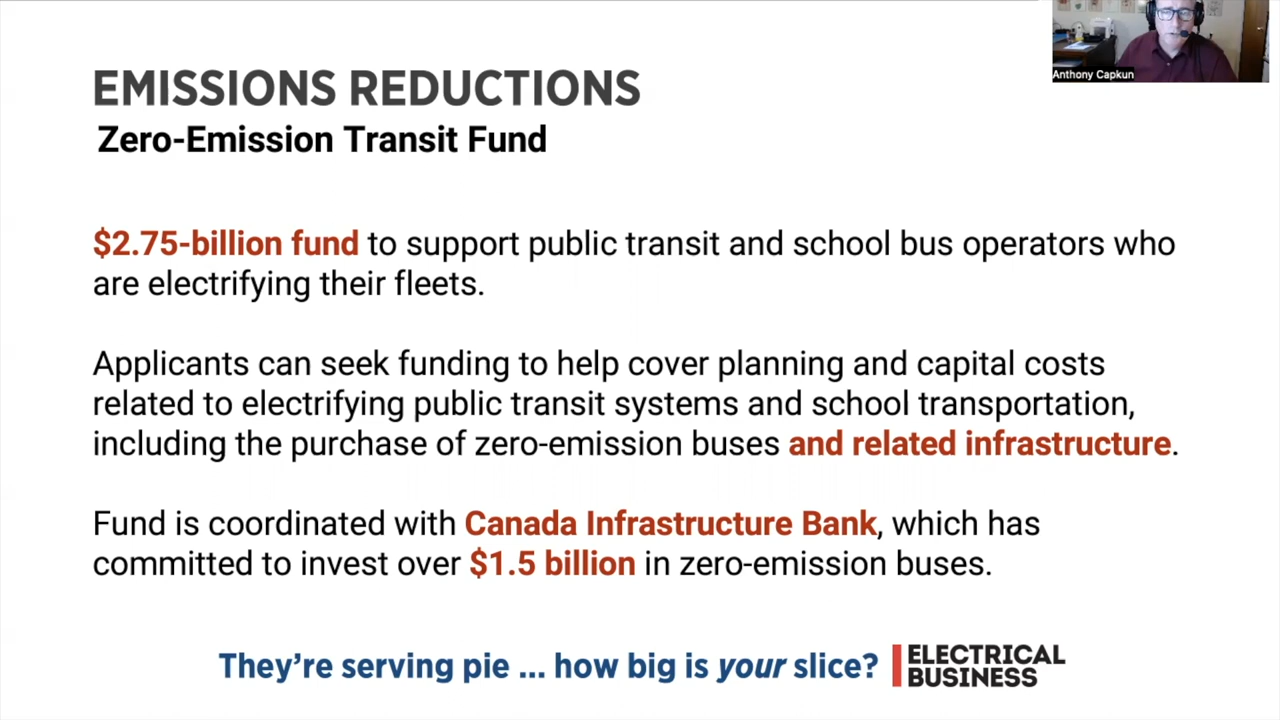 Anthony Capkun
EMISSIONS REDUCTIONS
Zero-Emission Transit Fund
$2.75-billion fund to support public transit and school bus operators who
are electrifying their fleets.
Applicants can seek funding to help cover planning and capital costs
related to electrifying public transit systems and school transportation,
including the purchase of zero-emission buses and related infrastructure.
Fund is coordinated with Canada Infrastructure Bank, which has
committed to invest over $1.5 billion in zero-emission buses.
They’re serving pie ... how big is your slice?
ELECTRICAL
BUSINESS